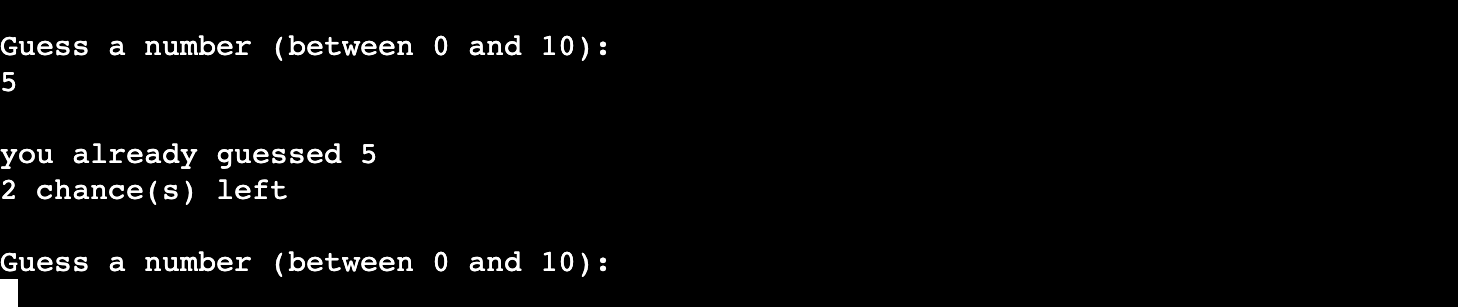 Guess a number (between 0 and 10):
5
you already guessed 5
2 chance(s) left
Guess a number (between 0 and 10):